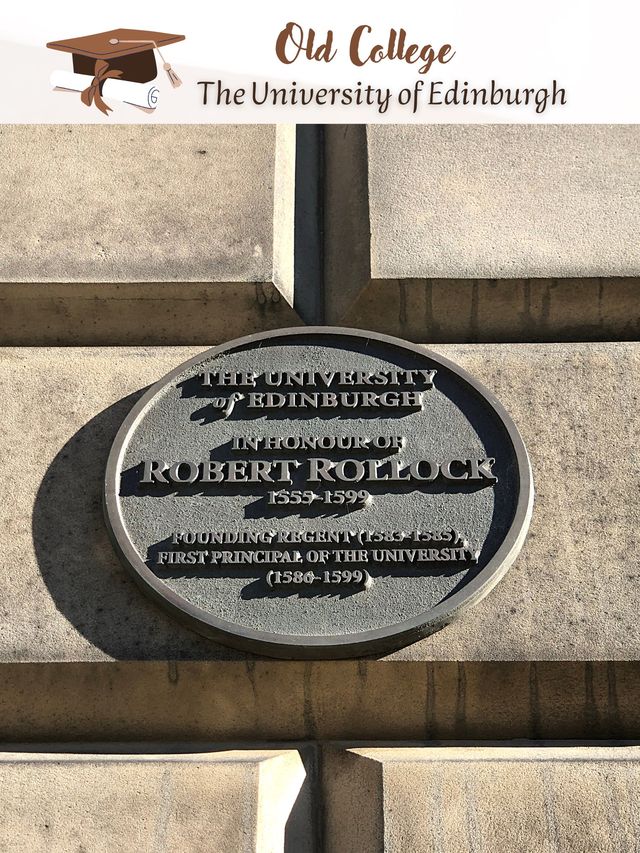 Old College
The University of Edinburgh
THE UNIVERSITY
of EDINBURGH
IN HONOUR OF
ROBERT ROLLOCK
1555-1599
FOUNDING REGENT (1583-1585),
FIRST PRINCIPAL OF THE UNIVERSITY
(1586-1599)